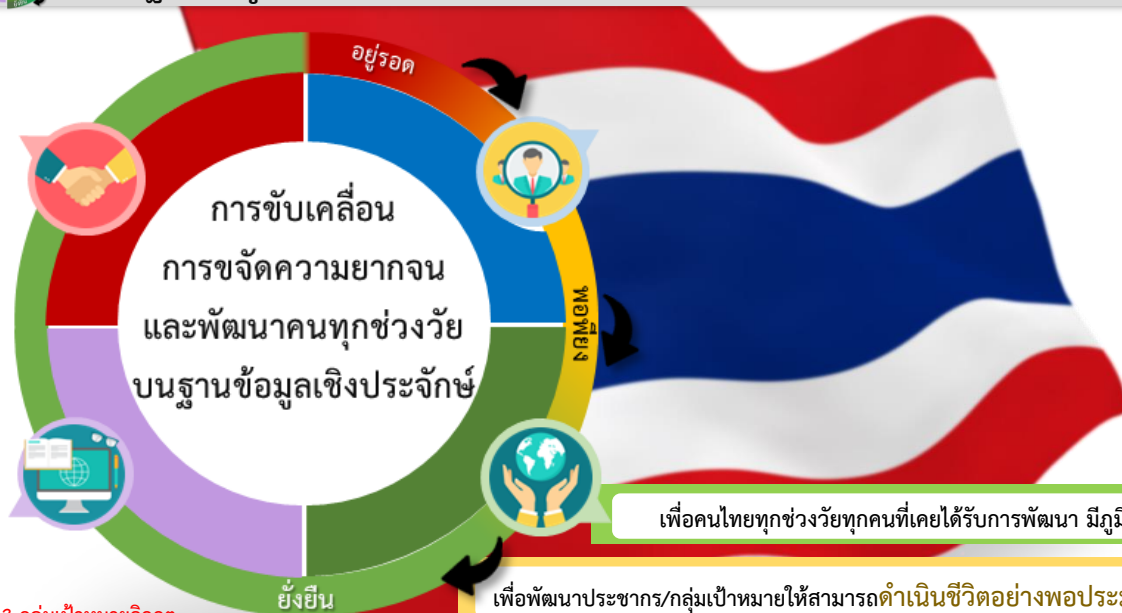 อยู่รอด
การขับเคลื่อน
การขจัดความยากจน
และพัฒนาคนทุกช่วงวัย
บนฐานข้อมูลเชิงประจักษ์
พอเพียง
เพื่อคนไทยทุกช่วงวัยทุกคนที่เคยได้รับการพัฒนา
เพื่อพัฒนาประชากร/กลุ่มเป้าหมายให้สามารถดำเนินชีวิตอย่าง
ยั่งยืน